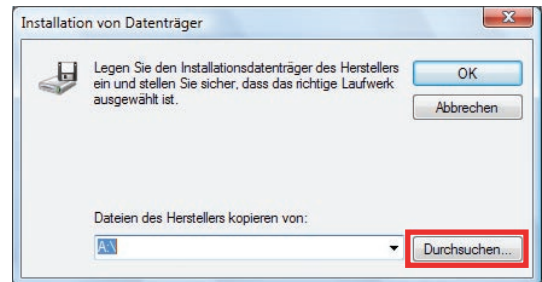 Installation von Datenträger
Legen Sie den Installationsdatenträger des Herstellers
ein und stellen Sie sicher, dass das richtige Laufwerk
ausgewählt ist.
OK
Abbrechen
Dateien des Herstellers kopieren von:
A:\
Durchsuchen...